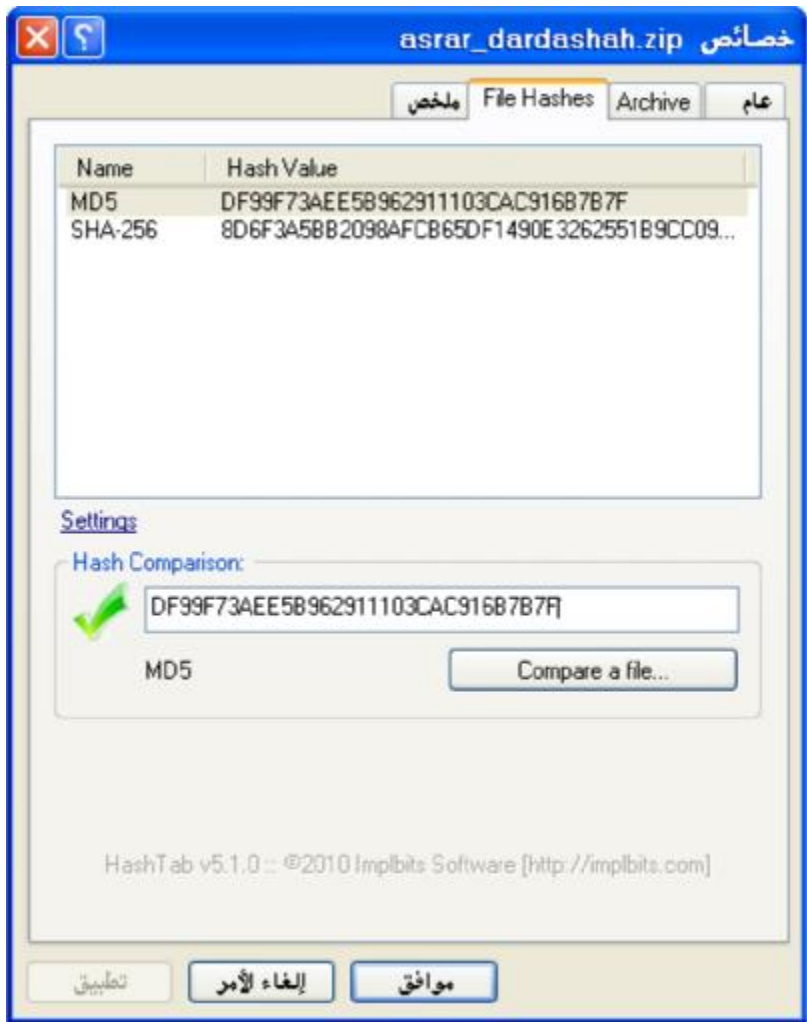 خصائص asrar_dardashah.zip
عام Archive File Hashes ملخص
Name Hash Value
MD5 DF99F73AEE5B962911103CAC916B7B7F
SHA-256 8D6F3A5BB2098AFCB65DF1490E3262551B9CC09...
Settings
Hash Comparison:
DF99F73AEE5B962911103CAC916B7B7F
MD5 Compare a file...
HashTab v5.1.0 :: ©2010 Implbits Software [http://implbits.com]
موافق إلغاء الأمر تطبيق